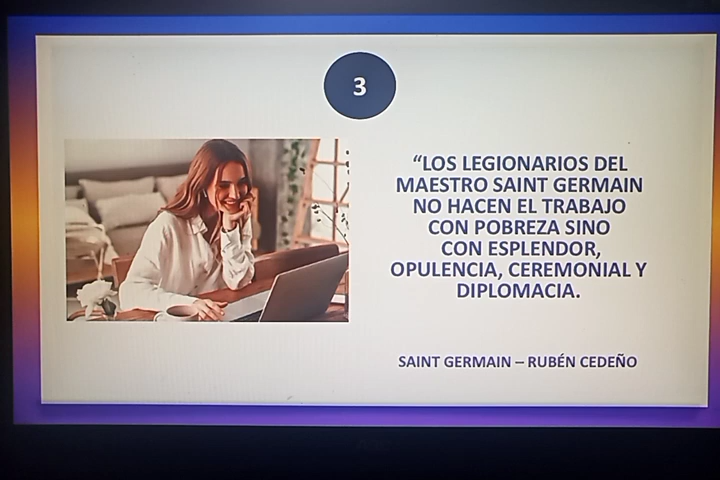 3
“LOS LEGIONARIOS DEL
MAESTRO SAINT GERMAIN
NO HACEN EL TRABAJO
CON POBREZA SINO
CON ESPLENDOR,
OPULENCIA, CEREMONIAL Y
DIPLOMACIA.
SAINT GERMAIN – RUBÉN CEDEÑO